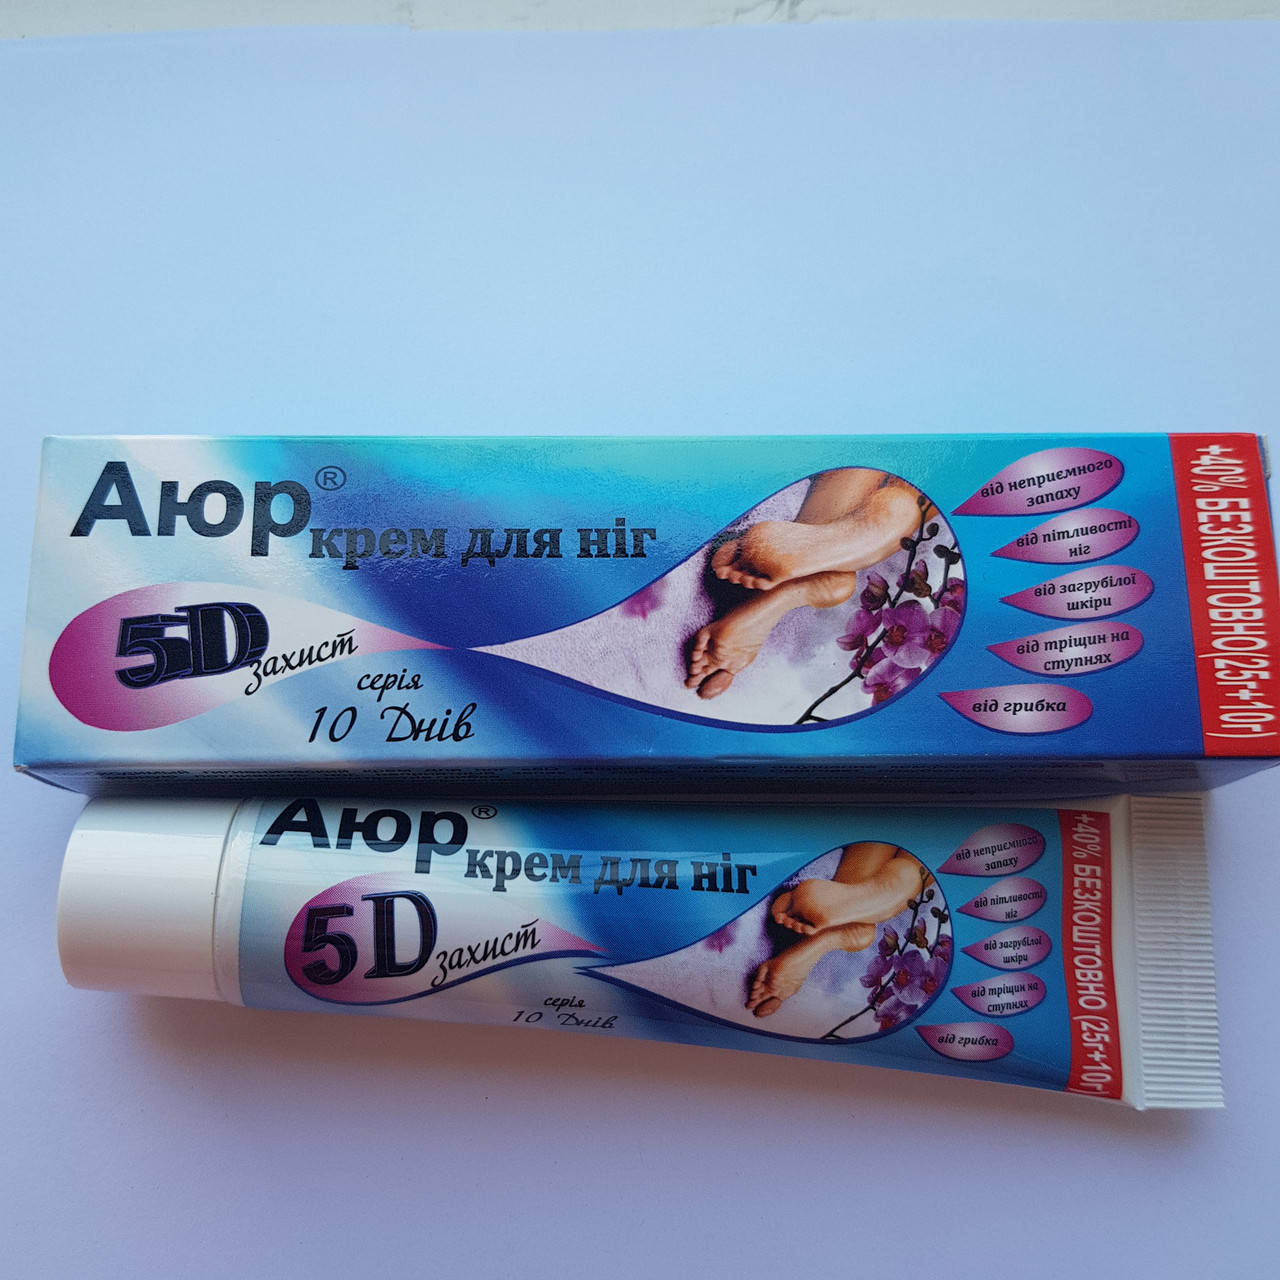 Аюр®
крем для ніг
5D
захист
серія
10 Днів
від неприємного
запаху
від пітливості
ніг
від загрубілої
шкіри
від тріщин на
ступнях
від грибка
+40% БЕЗКОШТОВНО(25г+10г)
Аюр®
крем для ніг
5D
захист
серія
10 Днів
від неприємного
запаху
від пітливості
ніг
від загрубілої
шкіри
від тріщин на
ступнях
від грибка
+40% БЕЗКОШТОВНО (25г+10г)